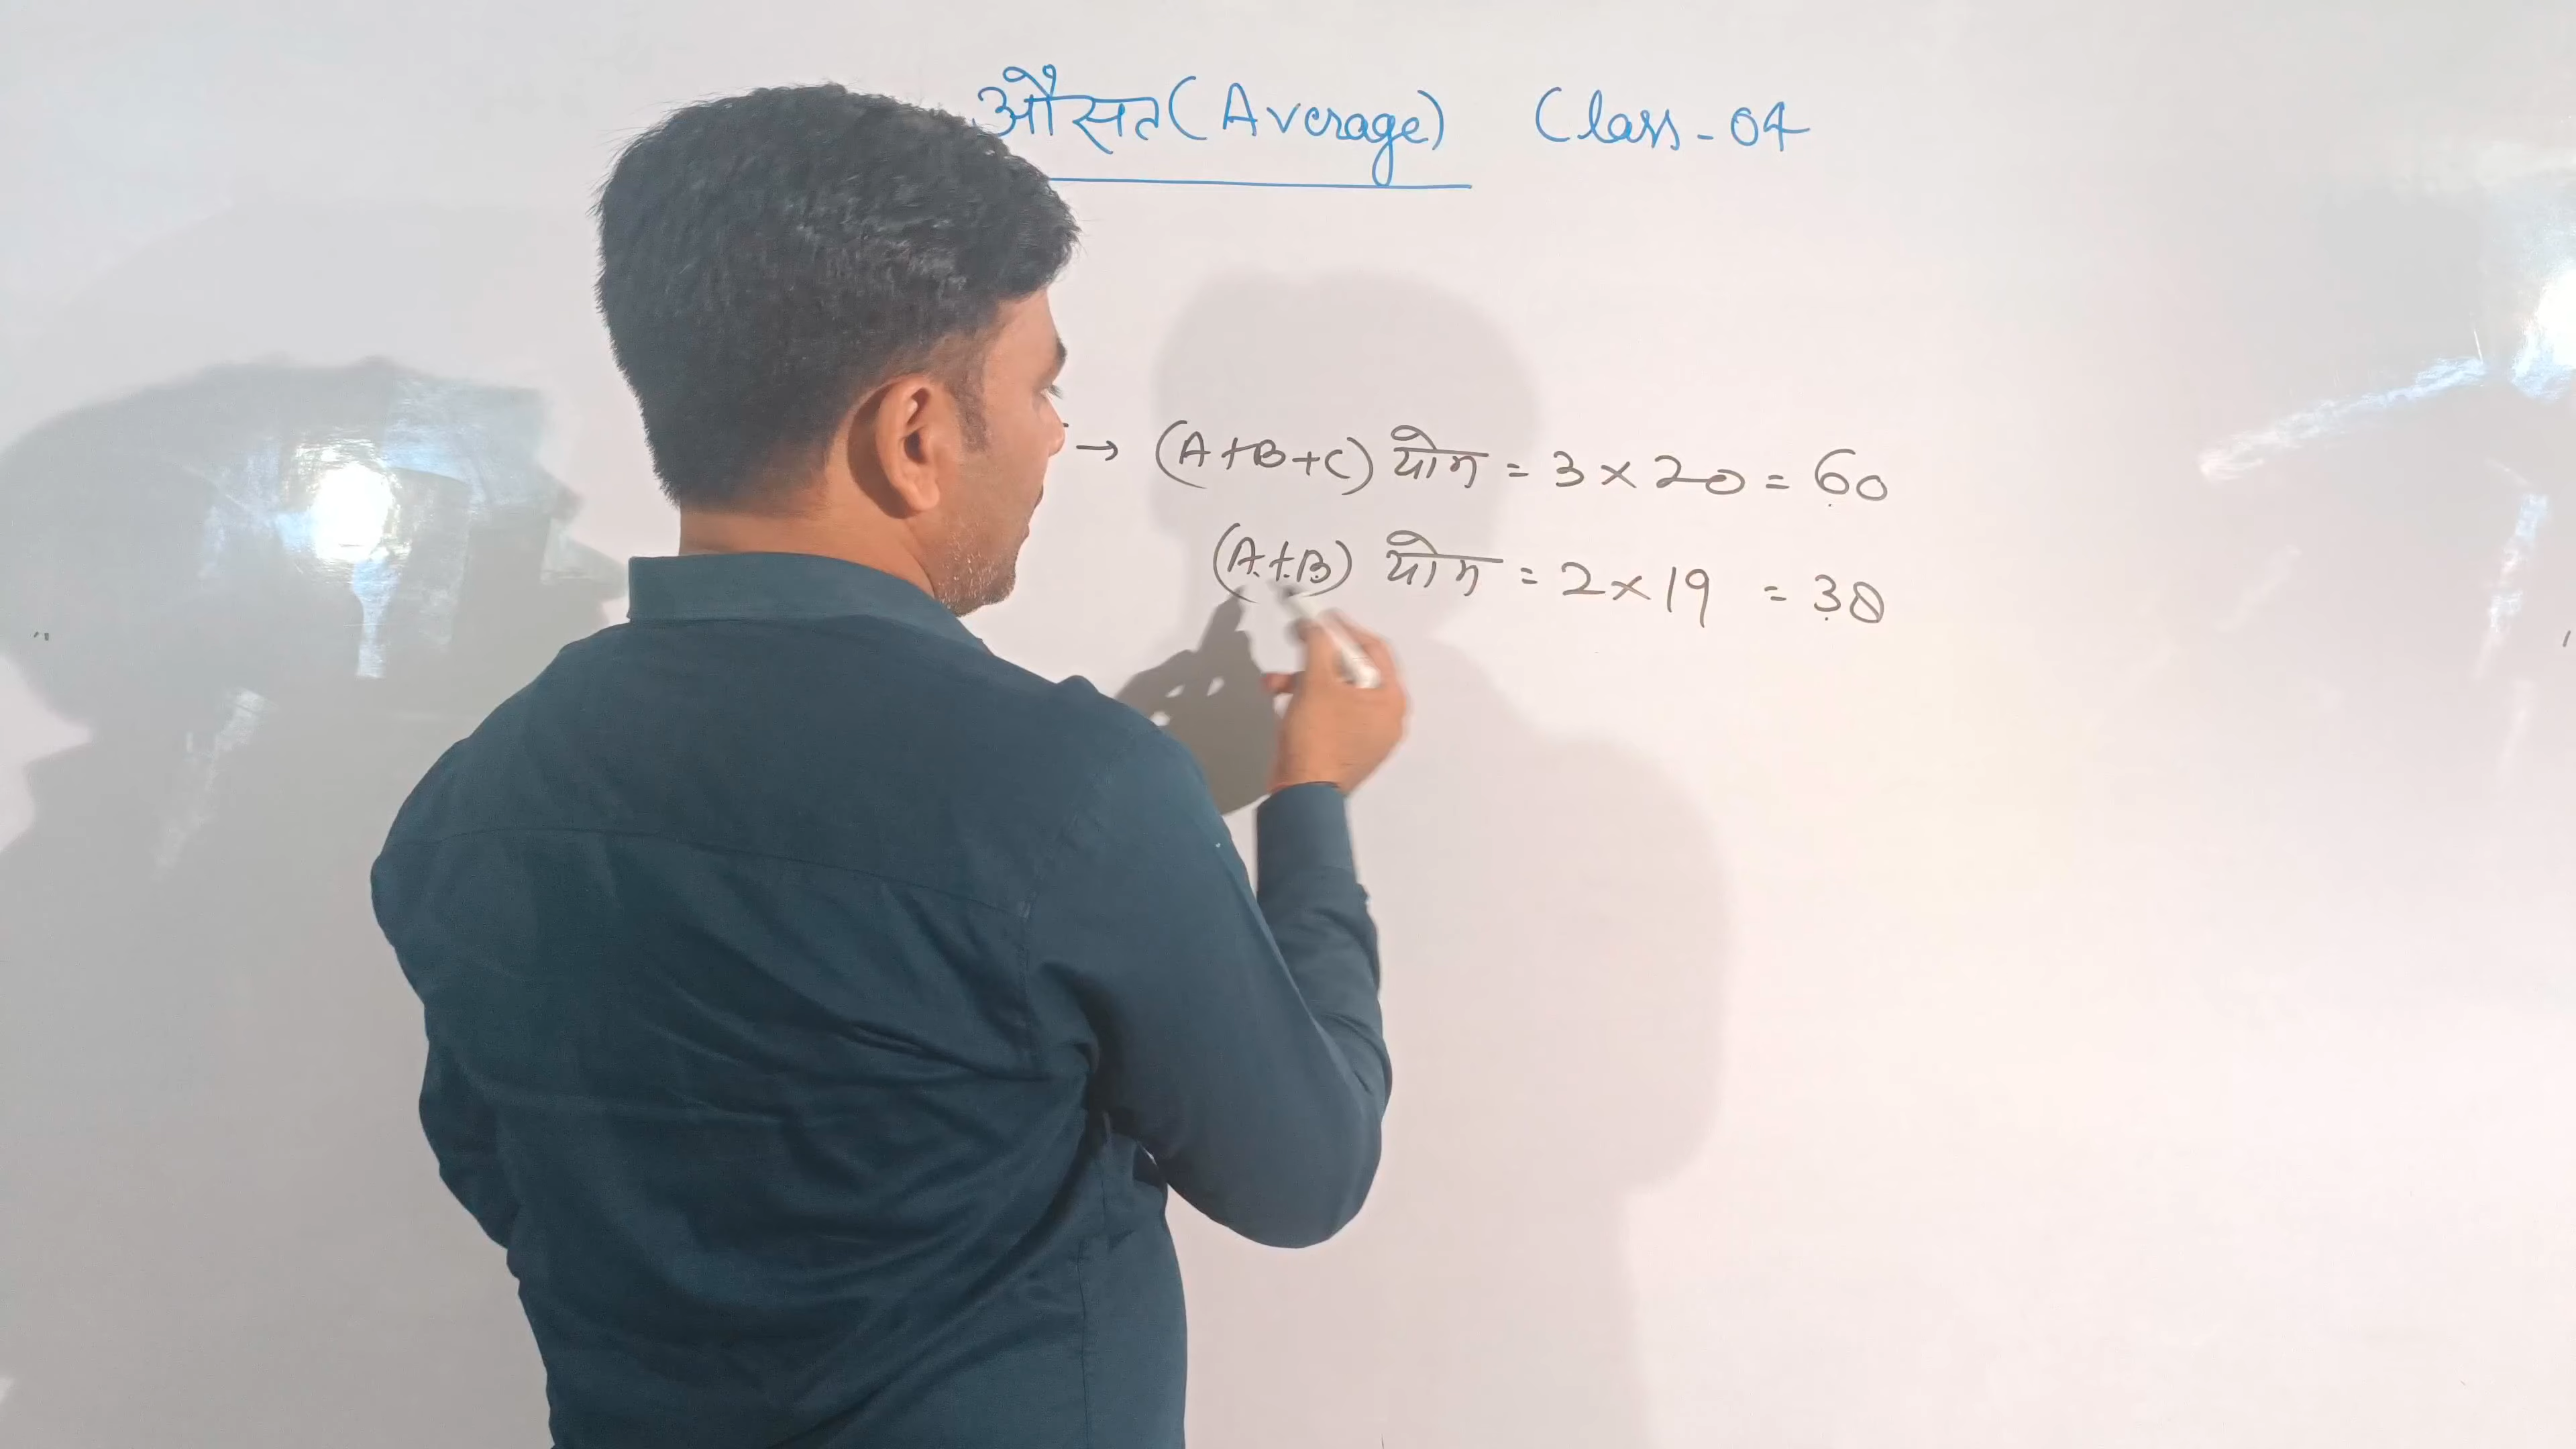 औसत (Average) Class-04
→ (A+B+C) योग = 3 × 20 = 60
(A+B) योग = 2 × 19 = 38